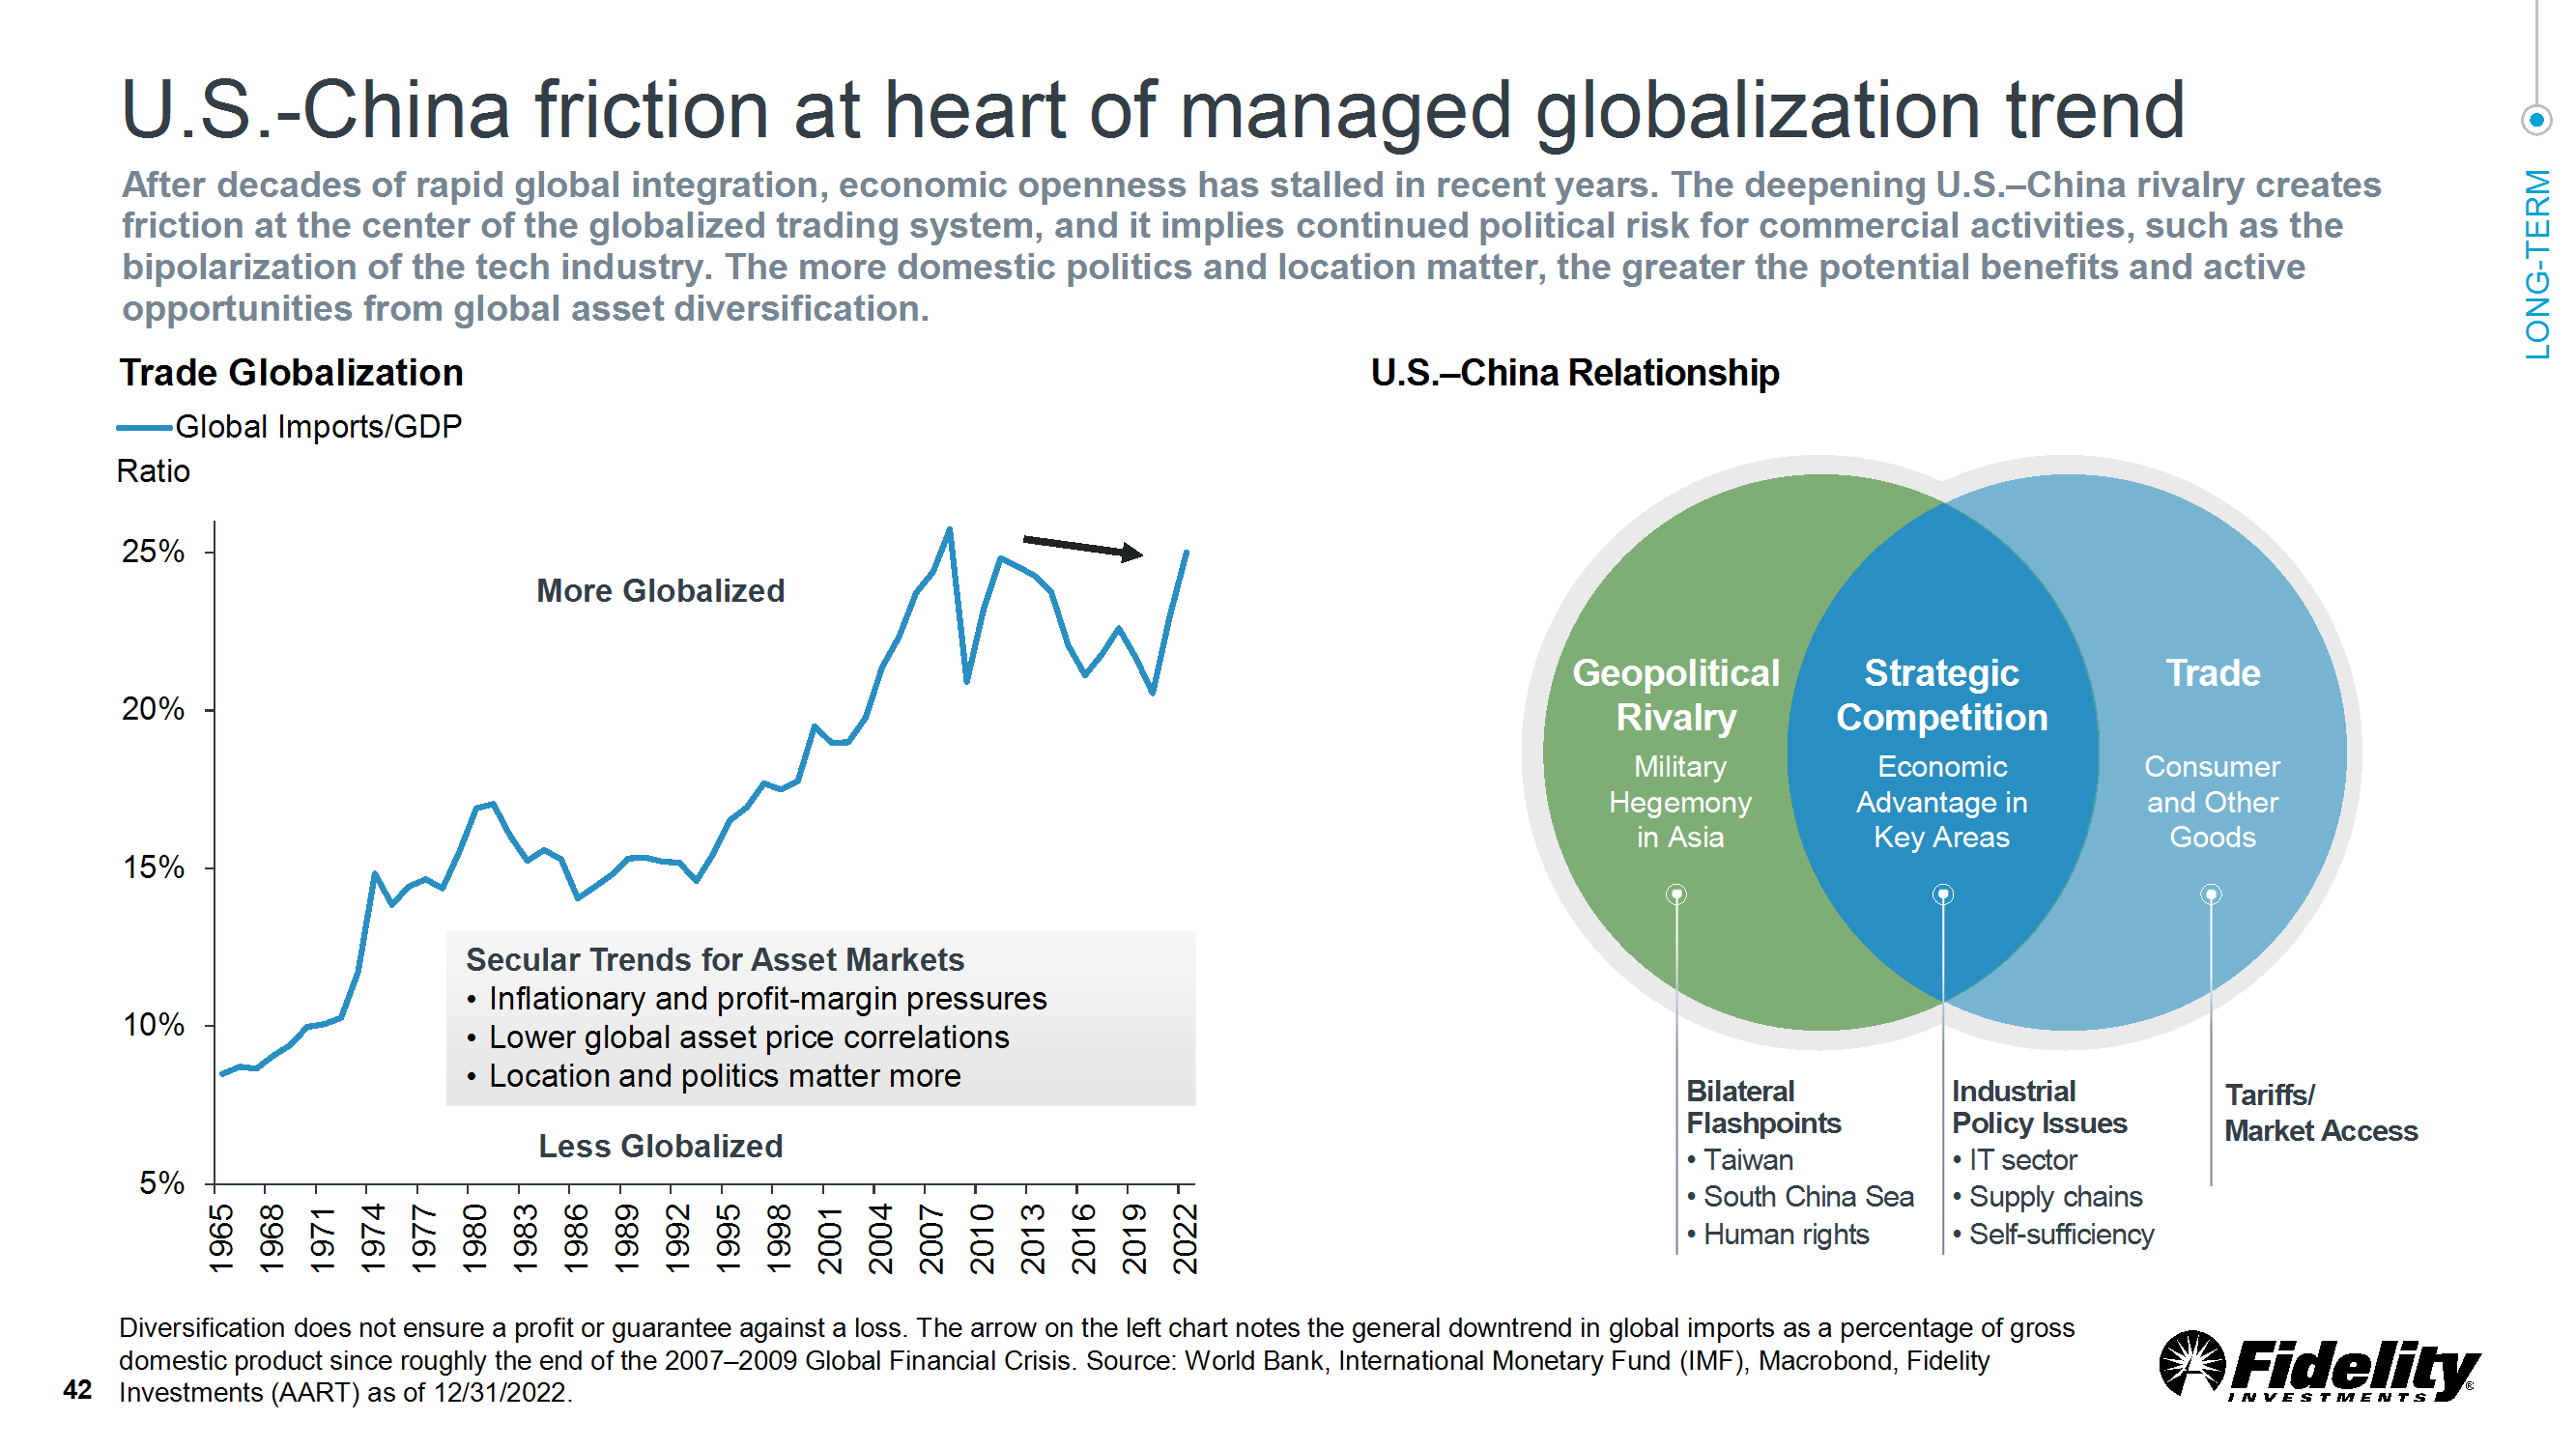 U.S.-China friction at heart of managed globalization trend
After decades of rapid global integration, economic openness has stalled in recent years. The deepening U.S.–China rivalry creates
friction at the center of the globalized trading system, and it implies continued political risk for commercial activities, such as the
bipolarization of the tech industry. The more domestic politics and location matter, the greater the potential benefits and active
opportunities from global asset diversification.
LONG-TERM
Trade Globalization
Global Imports/GDP
Ratio
25%
20%
15%
10%
5%
More Globalized
Secular Trends for Asset Markets
• Inflationary and profit-margin pressures
• Lower global asset price correlations
• Location and politics matter more
Less Globalized
1965
1968
1971
1974
1977
1980
1983
1986
1989
1992
1995
1998
2001
2004
2007
2010
2013
2016
2019
2022
U.S.–China Relationship
Geopolitical
Rivalry
Military
Hegemony
in Asia
Strategic
Competition
Economic
Advantage in
Key Areas
Trade
Consumer
and Other
Goods
Bilateral
Flashpoints
• Taiwan
• South China Sea
• Human rights
Industrial
Policy Issues
• IT sector
• Supply chains
• Self-sufficiency
Tariffs/
Market Access
Diversification does not ensure a profit or guarantee against a loss. The arrow on the left chart notes the general downtrend in global imports as a percentage of gross
domestic product since roughly the end of the 2007–2009 Global Financial Crisis. Source: World Bank, International Monetary Fund (IMF), Macrobond, Fidelity
Investments (AART) as of 12/31/2022.
42
Fidelity®
INVESTMENTS